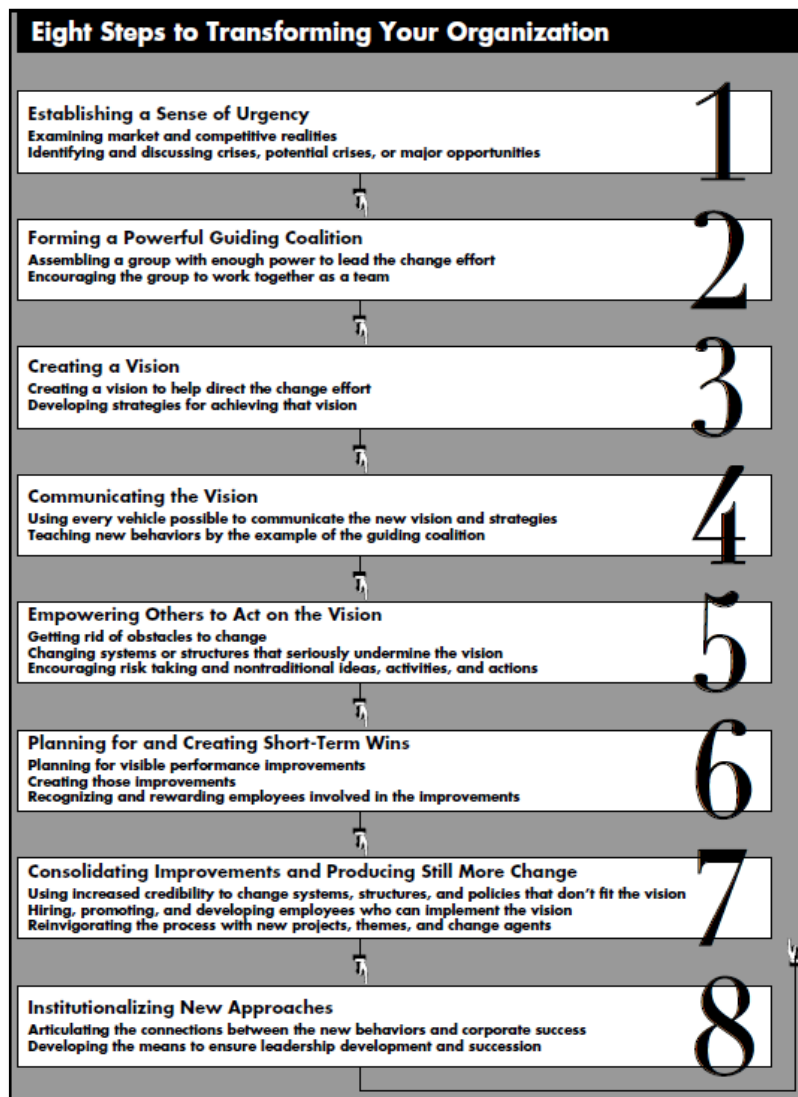 Eight Steps to Transforming Your Organization
Establishing a Sense of Urgency
Examining market and competitive realities
Identifying and discussing crises, potential crises, or major opportunities
1
Forming a Powerful Guiding Coalition
Assembling a group with enough power to lead the change effort
Encouraging the group to work together as a team
2
Creating a Vision
Creating a vision to help direct the change effort
Developing strategies for achieving that vision
3
Communicating the Vision
Using every vehicle possible to communicate the new vision and strategies
Teaching new behaviors by the example of the guiding coalition
4
Empowering Others to Act on the Vision
Getting rid of obstacles to change
Changing systems or structures that seriously undermine the vision
Encouraging risk taking and nontraditional ideas, activities, and actions
5
Planning for and Creating Short-Term Wins
Planning for visible performance improvements
Creating those improvements
Recognizing and rewarding employees involved in the improvements
6
Consolidating Improvements and Producing Still More Change
Using increased credibility to change systems, structures, and policies that don't fit the vision
Hiring, promoting, and developing employees who can implement the vision
Reinvigorating the process with new projects, themes, and change agents
7
Institutionalizing New Approaches
Articulating the connections between the new behaviors and corporate success
Developing the means to ensure leadership development and succession
8